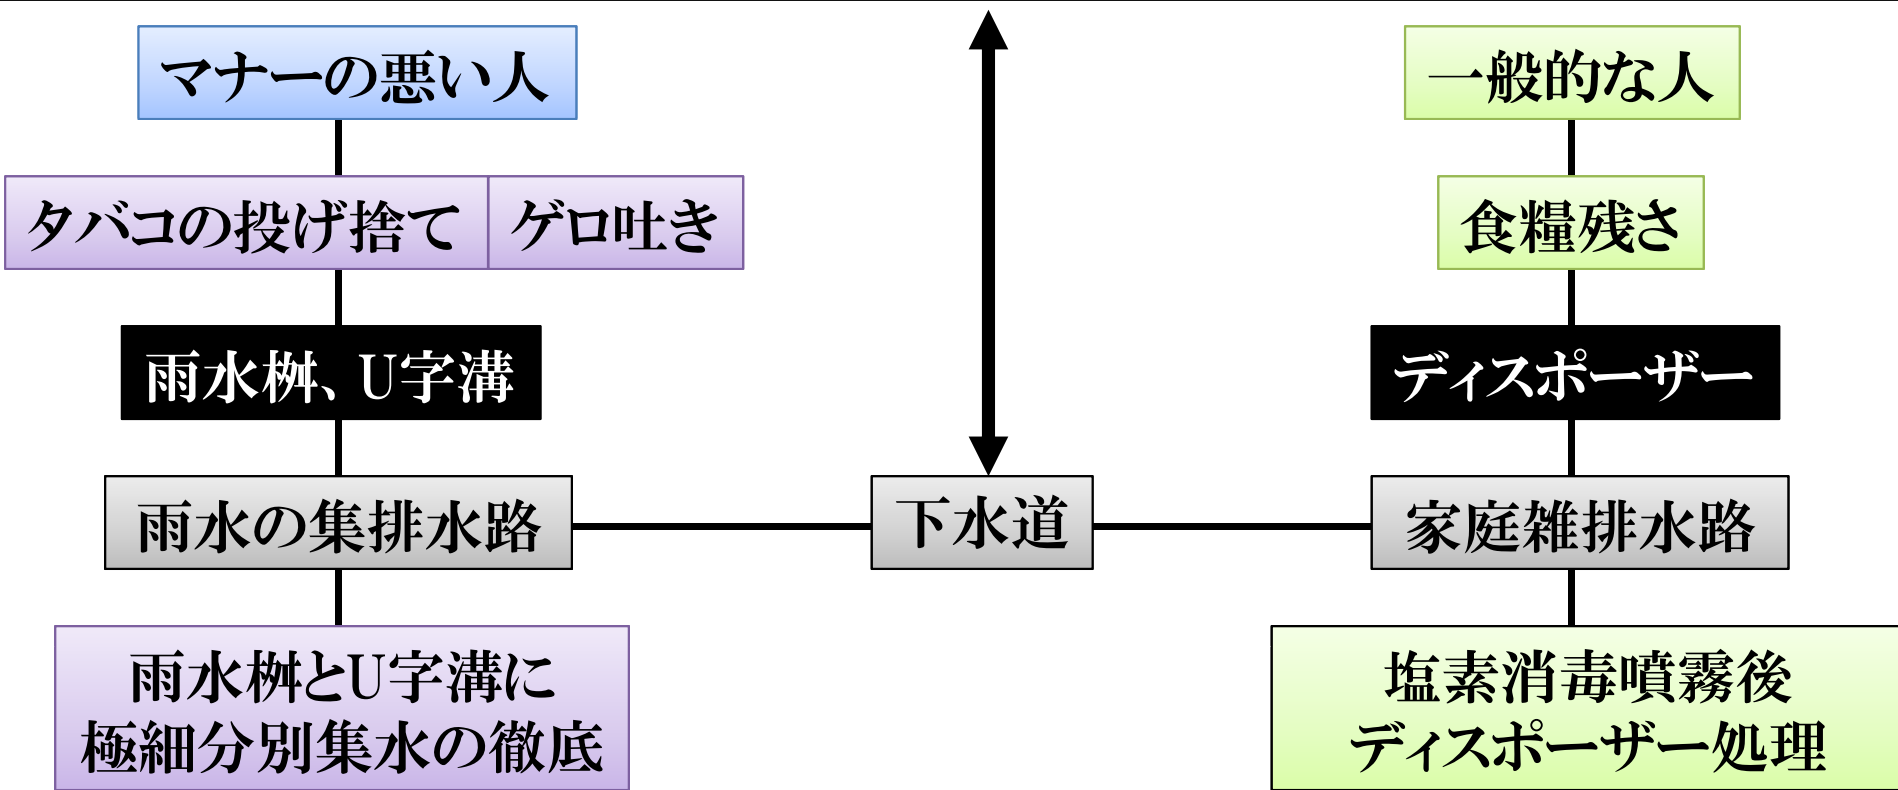 マナーの悪い人
一般的な人
タバコの投げ捨て
ゲロ吐き
食糧残さ
雨水桝、U字溝
ディスポーザー
雨水の集排水路
下水道
家庭雑排水路
雨水桝とU字溝に
極細分別集水の徹底
塩素消毒噴霧後
ディスポーザー処理